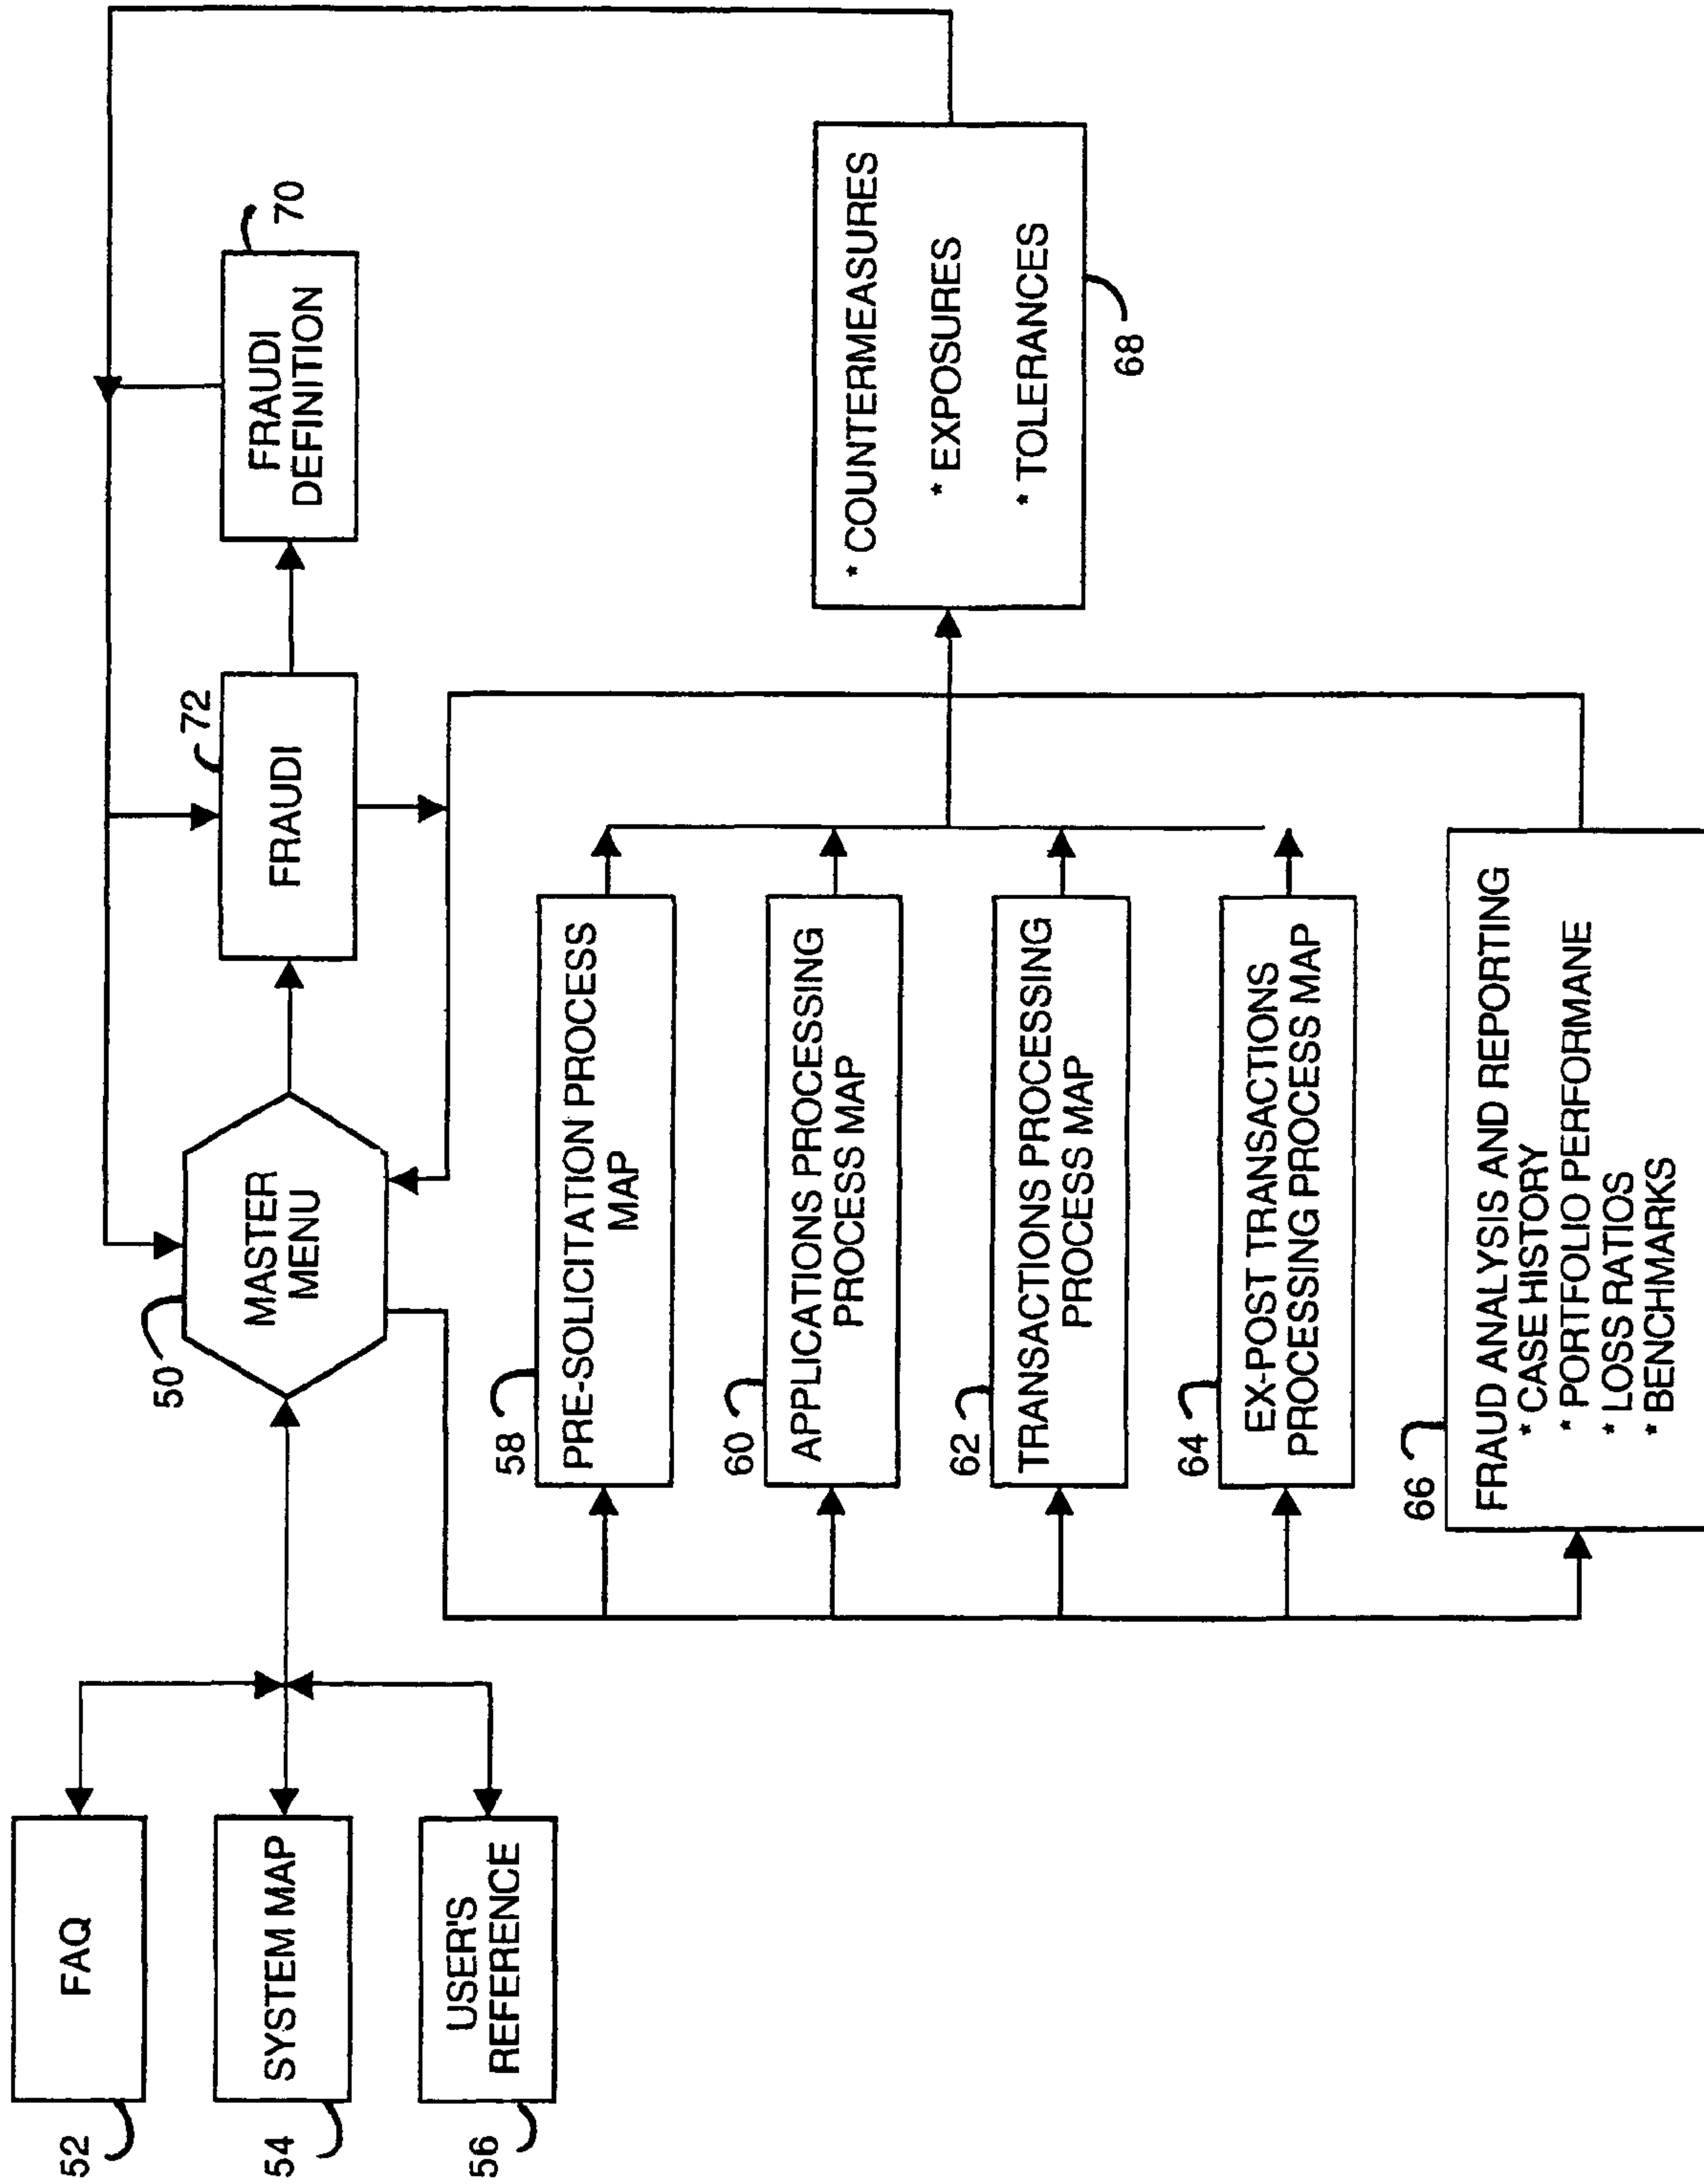 52
FAQ
54
SYSTEM MAP
56
USER'S
REFERENCE
50
MASTER
MENU
72
FRAUDI
70
FRAUDI
DEFINITION
58
PRE-SOLICITATION PROCESS
MAP
60
APPLICATIONS PROCESSING
PROCESS MAP
62
TRANSACTIONS PROCESSING
PROCESS MAP
64
EX-POST TRANSACTIONS
PROCESSING PROCESS MAP
66
FRAUD ANALYSIS AND REPORTING
* CASE HISTORY
* PORTFOLIO PERFORMANE
* LOSS RATIOS
* BENCHMARKS
* COUNTERMEASURES
* EXPOSURES
* TOLERANCES
68